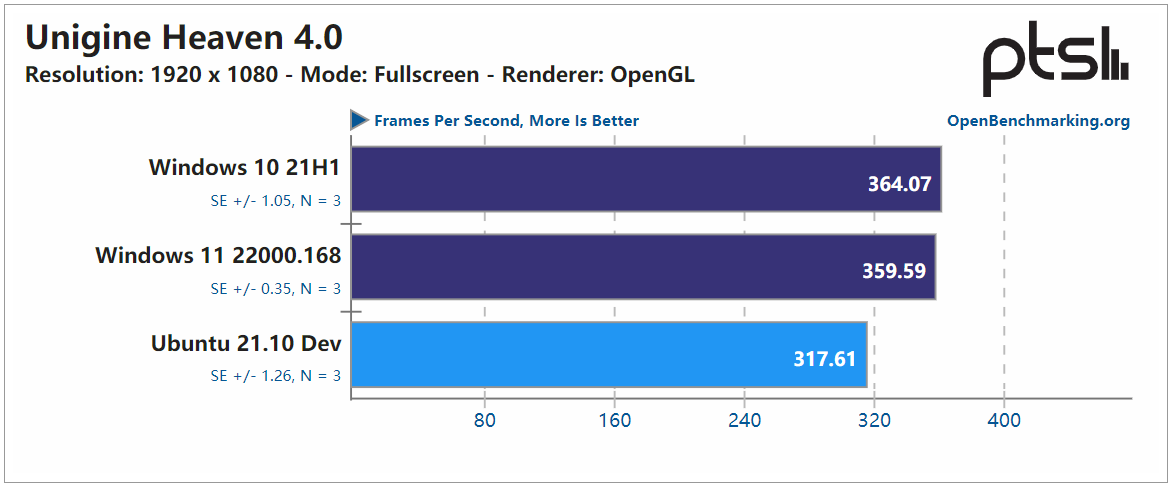 Unigine Heaven 4.0
Resolution: 1920 x 1080 - Mode: Fullscreen - Renderer: OpenGL
ptsl
Frames Per Second, More Is Better
OpenBenchmarking.org
Windows 10 21H1
SE +/- 1.05, N = 3
364.07
Windows 11 22000.168
SE +/- 0.35, N = 3
359.59
Ubuntu 21.10 Dev
SE +/- 1.26, N = 3
317.61
80 160 240 320 400